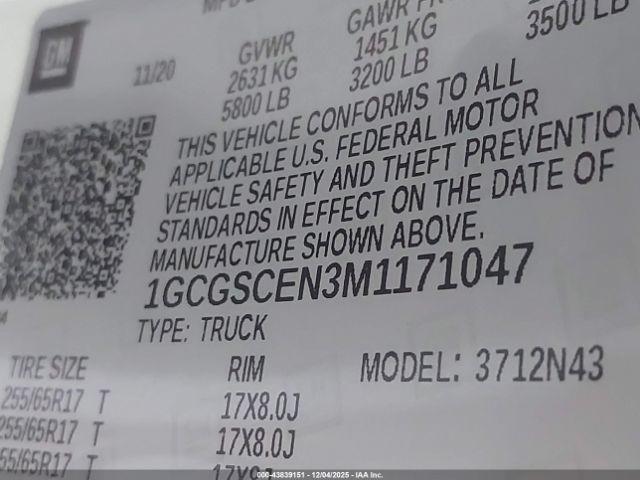 GM
11/20
GVWR
2631 KG
5800 LB
GAWR
1451 KG
3200 LB
3500 LB
THIS VEHICLE CONFORMS TO ALL
APPLICABLE U.S. FEDERAL MOTOR
VEHICLE SAFETY AND THEFT PREVENTION
STANDARDS IN EFFECT ON THE DATE OF
MANUFACTURE SHOWN ABOVE.
1GCGSCEN3M1171047
TYPE: TRUCK
TIRE SIZE RIM MODEL: 3712N43
255/65R17 T 17X8.0J
255/65R17 T 17X8.0J
55/65R17 T
000-43839151 - 12/04/2025 - IAA Inc.